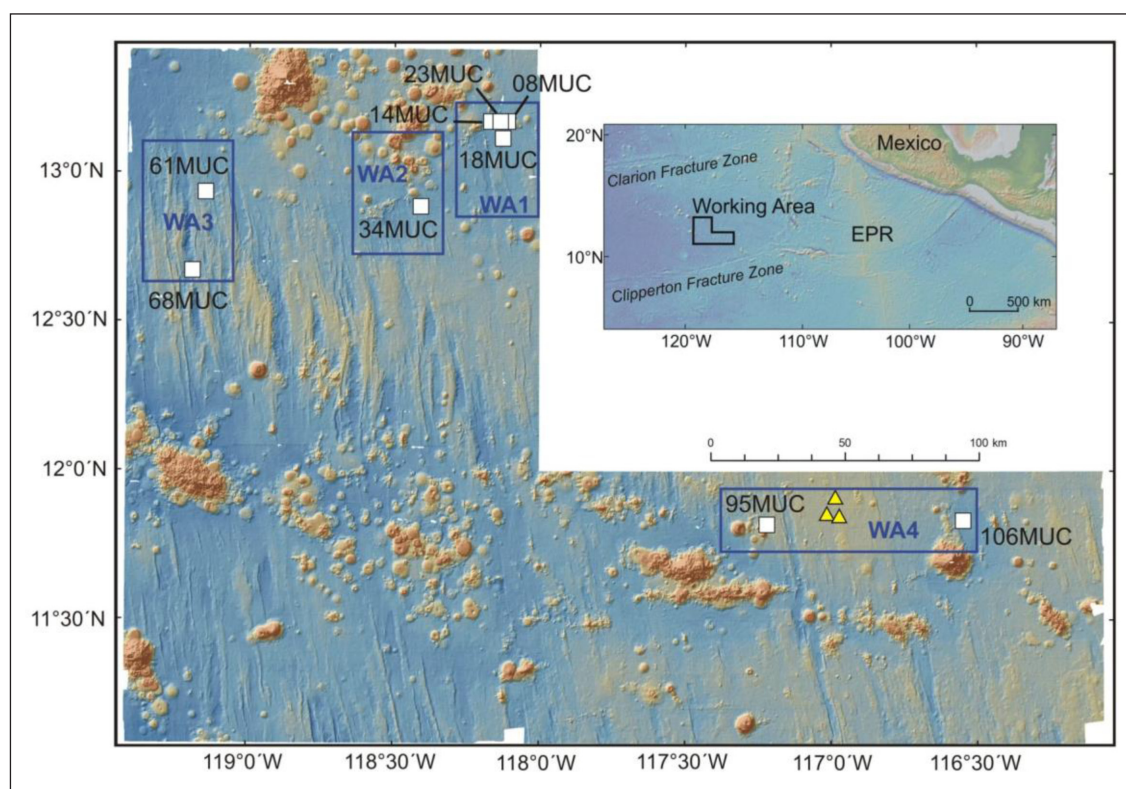 23MUC
08MUC
14MUC
18MUC
WA1
WA2
34MUC
61MUC
WA3
68MUC
13°0´N
12°30´N
12°0´N
11°30´N
20°N
10°N
Mexico
Clarion Fracture Zone
Working Area
EPR
Clipperton Fracture Zone
0 500 km
120°W 110°W 100°W 90°W
0 50 100 km
95MUC
WA4
106MUC
119°0´W 118°30´W 118°0´W 117°30´W 117°0´W 116°30´W